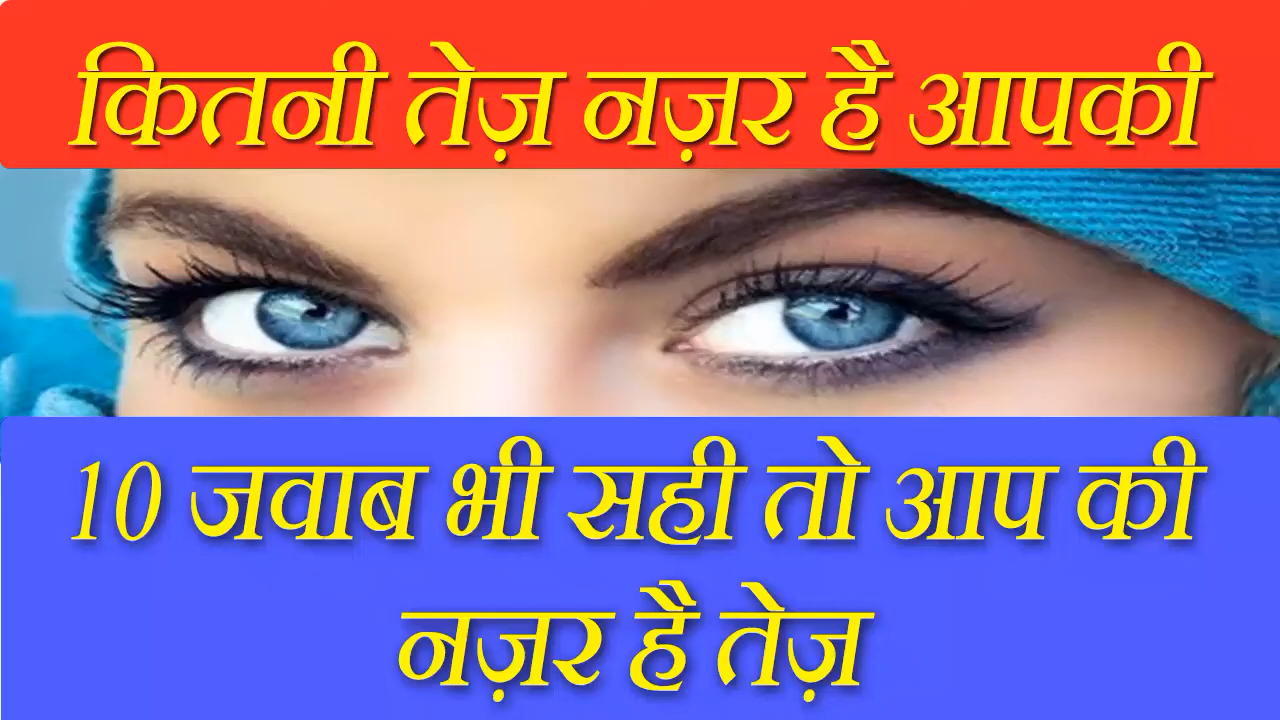 कितनी तेज़ नज़र है आपकी
10 जवाब भी सही तो आप की
नज़र है तेज़